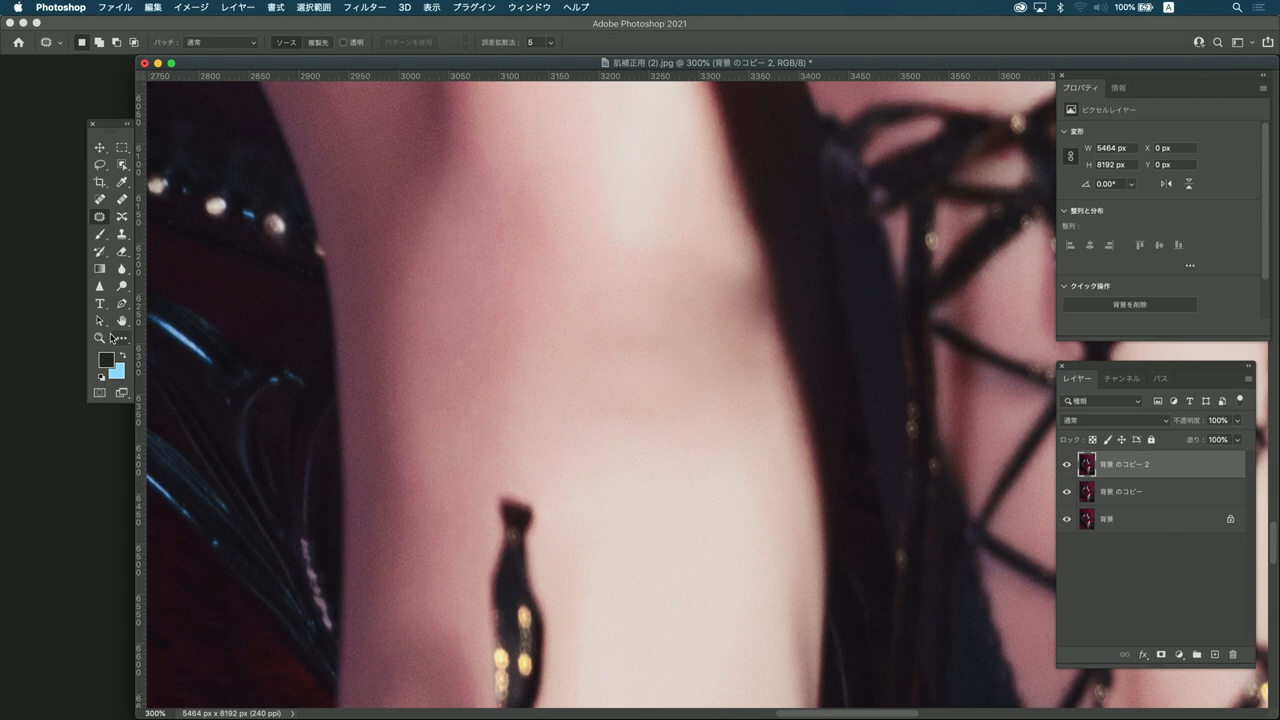 Photoshop ファイル 編集 イメージ レイヤー 書式 選択範囲 フィルター 3D 表示 プラグイン ウィンドウ ヘルプ 100% A
Adobe Photoshop 2021
パッチ : 通常 ソース 複製先 透明 パターンを使用 誤差拡散法 : 5
肌補正用 (2).jpg @ 300% (背景 のコピー 2, RGB/8) *
2750 2800 2850 2900 2950 3000 3050 3100 3150 3200 3250 3300 3350 3400 3450 3500 3550 3600
プロパティ 情報
ピクセルレイヤー
変形
W 5464 px X 0 px
H 8192 px Y 0 px
0.00°
整列と分布
整列 :
クイック操作
背景を削除
レイヤー チャンネル パス
種類
通常 不透明度 : 100%
ロック : 塗り : 100%
背景 のコピー 2
背景 のコピー
背景
fx
300% 5464 px x 8192 px (240 ppi)